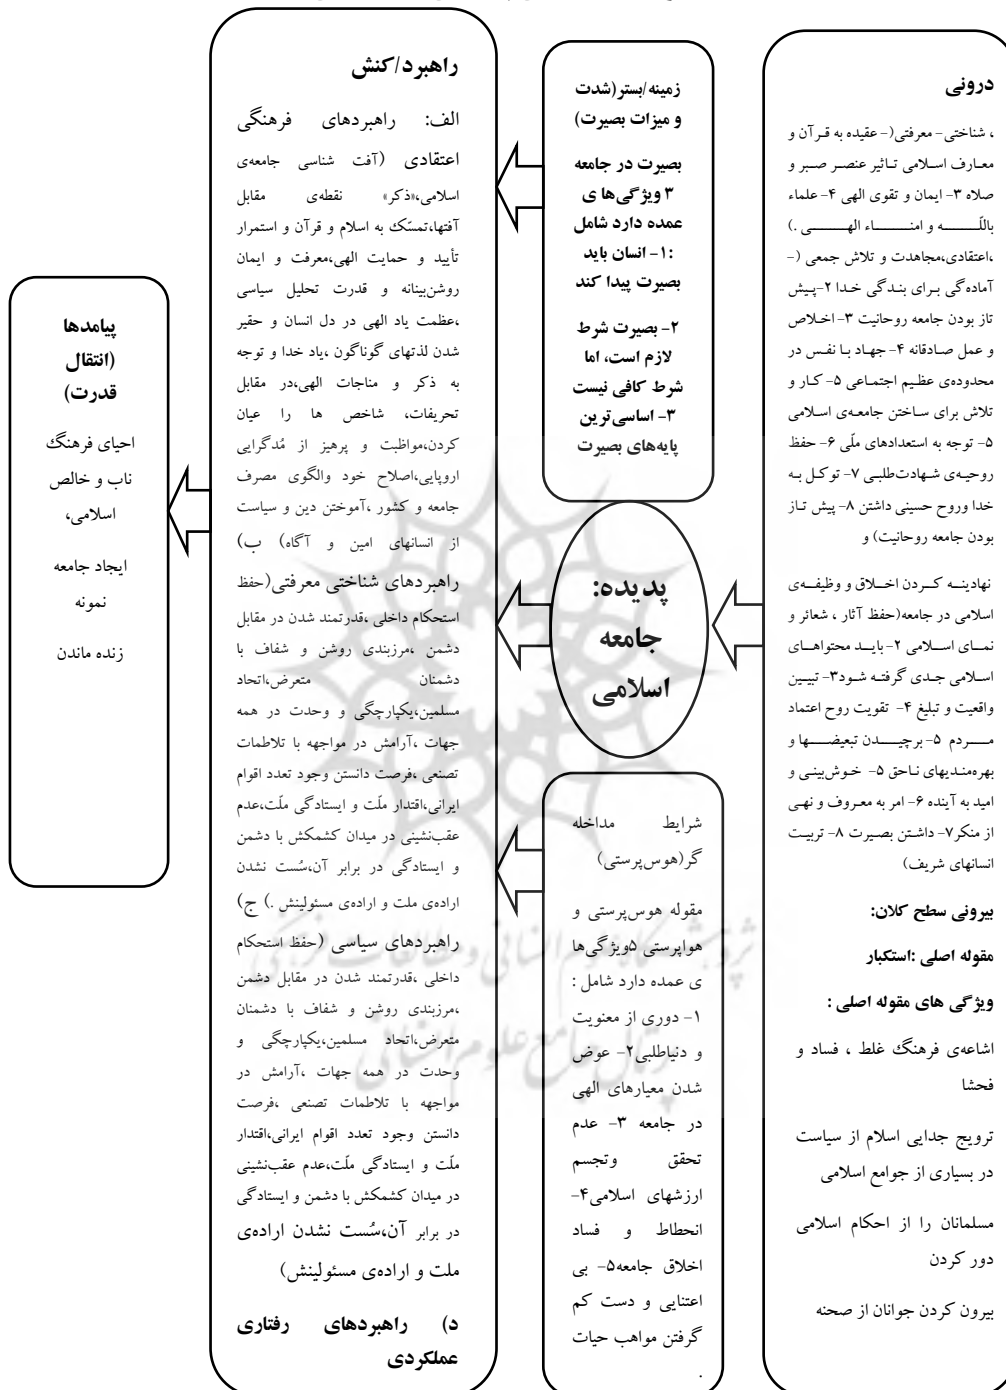 درونی
، شناختی- معرفتی(- عقیده به قرآن و
معارف اسلامی تاثیر عنصر صبر و
صلاه ۳- ایمان و تقوی الهی ۴- علماء
باللّه و امناء الهی .)
،اعتقادی،مجاهدت و تلاش جمعی (-
آماده‌گی برای بندگی خدا ۲-پیش
تاز بودن جامعه روحانیت ۳- اخلاص
و عمل صادقانه ۴- جهاد با نفس در
محدوده‌ی عظیم اجتماعی ۵- کار و
تلاش برای ساختن جامعه‌ی اسلامی
۵- توجه به استعدادهای ملّی ۶- حفظ
روحیه‌ی شهادت‌طلبی ۷- توکل به
خدا وروح حسینی داشتن ۸- پیش تاز
بودن جامعه روحانیت) و
نهادینه کردن اخلاق و وظیفه‌ی
اسلامی در جامعه(حفظ آثار ، شعائر و
نمای اسلامی ۲- باید محتواهای
اسلامی جدی گرفته شود۳- تبیین
واقعیت و تبلیغ ۴- تقویت روح اعتماد
مردم ۵- برچیدن تبعیضها و
بهره‌مندیهای ناحق ۵- خوش‌بینی و
امید به آینده ۶- امر به معروف و نهی
از منکر۷- داشتن بصیرت ۸- تربیت
انسانهای شریف)
بیرونی سطح کلان:
مقوله اصلی :استکبار
ویژگی های مقوله اصلی :
اشاعه‌ی فرهنگ غلط ، فساد و
فحشا
ترویج جدایی اسلام از سیاست
در بسیاری از جوامع اسلامی
مسلمانان را از احکام اسلامی
دور کردن
بیرون کردن جوانان از صحنه
زمینه/بستر(شدت
و میزات بصیرت)
بصیرت در جامعه
۳ ویژگی‌ها ی
عمده دارد شامل
:۱- انسان باید
بصیرت پیدا کند
۲- بصیرت شرط
لازم است، اما
شرط کافی نیست
۳- اساسی‌ترین
پایه‌های بصیرت
پدیده:
جامعه
اسلامی
شرایط مداخله
گر(هوس‌پرستی)
مقوله هوس‌پرستی و
هواپرستی ۵ویژگی‌ها
ی عمده دارد شامل :
۱- دوری از معنویت
و دنیاطلبی۲- عوض
شدن معیارهای الهی
در جامعه ۳- عدم
تحقق وتجسم
ارزشهای اسلامی۴-
انحطاط و فساد
اخلاق جامعه۵- بی
اعتنایی و دست کم
گرفتن مواهب حیات
.
راهبرد/کنش
الف: راهبردهای فرهنگی
اعتقادی (آفت شناسی جامعه‌ی
اسلامی،«ذکر» نقطه‌ی مقابل
آفتها،تمسّک به اسلام و قرآن و استمرار
تأیید و حمایت الهی،معرفت و ایمان
روشن‌بینانه و قدرت تحلیل سیاسی
،عظمت یاد الهی در دل انسان و حقیر
شدن لذتهای گوناگون ،یاد خدا و توجه
به ذکر و مناجات الهی،در مقابل
تحریفات، شاخص ها را عیان
کردن،مواظبت و پرهیز از مُدگرایی
اروپایی،اصلاح خود والگوی مصرف
جامعه و کشور ،آموختن دین و سیاست
از انسانهای امین و آگاه) ب)
راهبردهای شناختی معرفتی(حفظ
استحکام داخلی ،قدرتمند شدن در مقابل
دشمن ،مرزبندی روشن و شفاف با
دشمنان متعرض،اتحاد
مسلمین،یکپارچگی و وحدت در همه
جهات ،آرامش در مواجهه با تلاطمات
تصنعی ،فرصت دانستن وجود تعدد اقوام
ایرانی،اقتدار ملّت و ایستادگی ملّت،عدم
عقب‌نشینی در میدان کشمکش با دشمن
و ایستادگی در برابر آن،سُست نشدن
اراده‌ی ملت و اراده‌ی مسئولینش .) ج)
راهبردهای سیاسی (حفظ استحکام
داخلی ،قدرتمند شدن در مقابل دشمن
،مرزبندی روشن و شفاف با دشمنان
متعرض،اتحاد مسلمین،یکپارچگی و
وحدت در همه جهات ،آرامش در
مواجهه با تلاطمات تصنعی ،فرصت
دانستن وجود تعدد اقوام ایرانی،اقتدار
ملّت و ایستادگی ملّت،عدم عقب‌نشینی
در میدان کشمکش با دشمن و ایستادگی
در برابر آن،سُست نشدن اراده‌ی
ملت و اراده‌ی مسئولینش)
د) راهبردهای رفتاری
عملکردی
پیامدها
(انتقال
قدرت)
احیای فرهنگ
ناب و خالص
اسلامی،
ایجاد جامعه
نمونه
زنده ماندن
پژوهشگاه علوم انسانی و مطالعات فرهنگی
پرتال جامع علوم انسانی